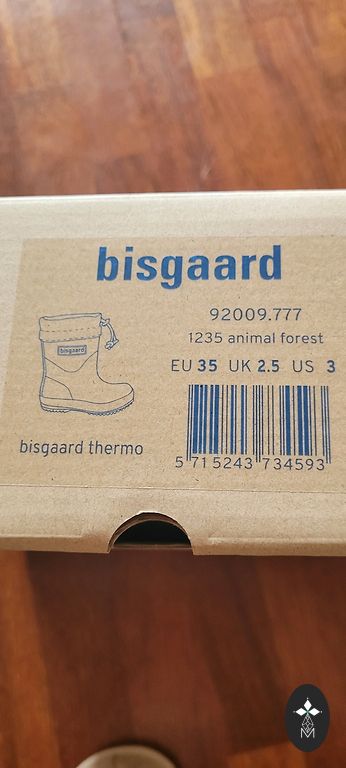 bisgaard
92009.777
1235 animal forest
EU 35 UK 2.5 US 3
bisgaard
bisgaard thermo
5 715243 734593
M